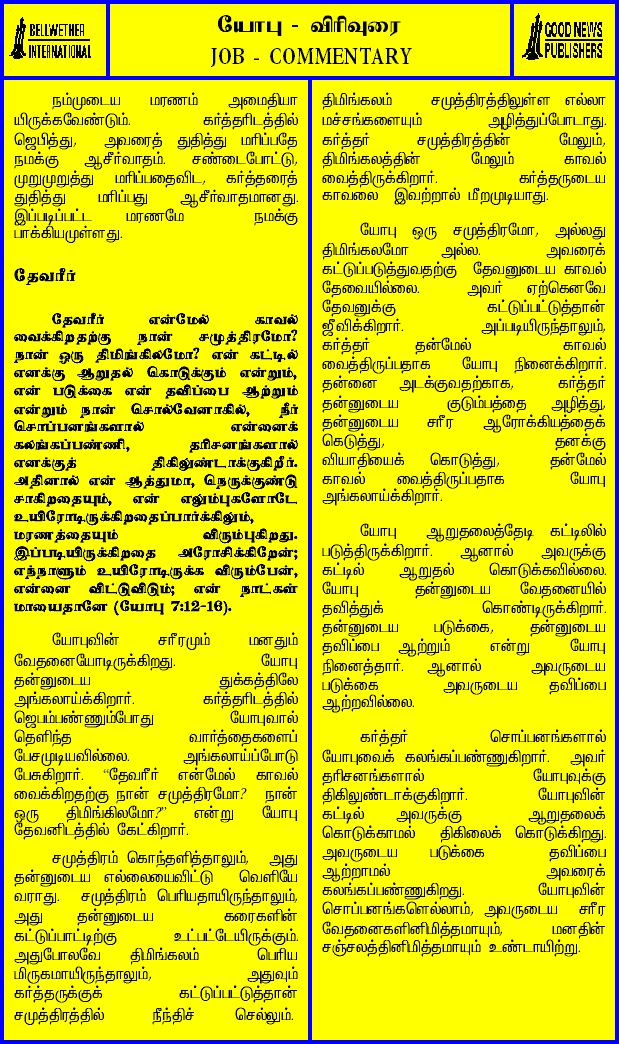 BELLWETHER
INTERNATIONAL
யோபு - விரிவுரை
JOB - COMMENTARY
GOOD NEWS
PUBLISHERS
நம்முடைய மரணம் அமைதியா
யிருக்கவேண்டும். கர்த்தரிடத்தில்
ஜெபித்து, அவரைத் துதித்து மரிப்பதே
நமக்கு ஆசீர்வாதம். சண்டைபோட்டு,
முறுமுறுத்து மரிப்பதைவிட, கர்த்தரைத்
துதித்து மரிப்பது ஆசீர்வாதமானது.
இப்படிப்பட்ட மரணமே நமக்கு
பாக்கியமுள்ளது.
தேவரீர்
தேவரீர் என்மேல் காவல்
வைக்கிறதற்கு நான் சமுத்திரமோ?
நான் ஒரு திமிங்கிலமோ? என் கட்டில்
எனக்கு ஆறுதல் கொடுக்கும் என்றும்,
என் படுக்கை என் தவிப்பை ஆற்றும்
என்றும் நான் சொல்வேனாகில், நீர்
சொப்பனங்களால் என்னைக்
கலங்கப்பண்ணி, தரிசனங்களால்
எனக்குத் திகிலுண்டாக்குகிறீர்.
அதினால் என் ஆத்துமா, நெருக்குண்டு
சாகிறதையும், என் எலும்புகளோடே
உயிரோடிருக்கிறதைப்பார்க்கிலும்,
மரணத்தையும் விரும்புகிறது.
இப்படியிருக்கிறதை அரோசிக்கிறேன்;
எந்நாளும் உயிரோடிருக்க விரும்பேன்,
என்னை விட்டுவிடும்; என் நாட்கள்
மாயைதானே (யோபு 7:12-16).
யோபுவின் சரீரமும் மனதும்
வேதனையோடிருக்கிறது. யோபு
தன்னுடைய துக்கத்திலே
அங்கலாய்க்கிறார். கர்த்தரிடத்தில்
ஜெபம்பண்ணும்போது யோபுவால்
தெளிந்த வார்த்தைகளைப்
பேசமுடியவில்லை. அங்கலாய்ப்போடு
பேசுகிறார். “தேவரீர் என்மேல் காவல்
வைக்கிறதற்கு நான் சமுத்திரமோ? நான்
ஒரு திமிங்கிலமோ?” என்று யோபு
தேவனிடத்தில் கேட்கிறார்.
சமுத்திரம் கொந்தளித்தாலும், அது
தன்னுடைய எல்லையைவிட்டு வெளியே
வராது. சமுத்திரம் பெரியதாயிருந்தாலும்,
அது தன்னுடைய கரைகளின்
கட்டுப்பாட்டிற்கு உட்பட்டேயிருக்கும்.
அதுபோலவே திமிங்கலம் பெரிய
மிருகமாயிருந்தாலும், அதுவும்
கர்த்தருக்குக் கட்டுப்பட்டுத்தான்
சமுத்திரத்தில் நீந்திச் செல்லும்.
திமிங்கலம் சமுத்திரத்திலுள்ள எல்லா
மச்சங்களையும் அழித்துப்போடாது.
கர்த்தர் சமுத்திரத்தின் மேலும்,
திமிங்கலத்தின் மேலும் காவல்
வைத்திருக்கிறார். கர்த்தருடைய
காவலை இவற்றால் மீறமுடியாது.
யோபு ஒரு சமுத்திரமோ, அல்லது
திமிங்கலமோ அல்ல. அவரைக்
கட்டுப்படுத்துவதற்கு தேவனுடைய காவல்
தேவையில்லை. அவர் ஏற்கெனவே
தேவனுக்கு கட்டுப்பட்டுத்தான்
ஜீவிக்கிறார். அப்படியிருந்தாலும்,
கர்த்தர் தன்மேல் காவல்
வைத்திருப்பதாக யோபு நினைக்கிறார்.
தன்னை அடக்குவதற்காக, கர்த்தர்
தன்னுடைய குடும்பத்தை அழித்து,
தன்னுடைய சரீர ஆரோக்கியத்தைக்
கெடுத்து, தனக்கு
வியாதியைக் கொடுத்து, தன்மேல்
காவல் வைத்திருப்பதாக யோபு
அங்கலாய்க்கிறார்.
யோபு ஆறுதலைத்தேடி கட்டிலில்
படுத்திருக்கிறார். ஆனால் அவருக்கு
கட்டில் ஆறுதல் கொடுக்கவில்லை.
யோபு தன்னுடைய வேதனையில்
தவித்துக் கொண்டிருக்கிறார்.
தன்னுடைய படுக்கை, தன்னுடைய
தவிப்பை ஆற்றும் என்று யோபு
நினைத்தார். ஆனால் அவருடைய
படுக்கை அவருடைய தவிப்பை
ஆற்றவில்லை.
கர்த்தர் சொப்பனங்களால்
யோபுவைக் கலங்கப்பண்ணுகிறார். அவர்
தரிசனங்களால் யோபுவுக்கு
திகிலுண்டாக்குகிறார். யோபுவின்
கட்டில் அவருக்கு ஆறுதலைக்
கொடுக்காமல் திகிலைக் கொடுக்கிறது.
அவருடைய படுக்கை தவிப்பை
ஆற்றாமல் அவரைக்
கலங்கப்பண்ணுகிறது. யோபுவின்
சொப்பனங்களெல்லாம், அவருடைய சரீர
வேதனைகளினிமித்தமாயும், மனதின்
சஞ்சலத்தினிமித்தமாயும் உண்டாயிற்று.